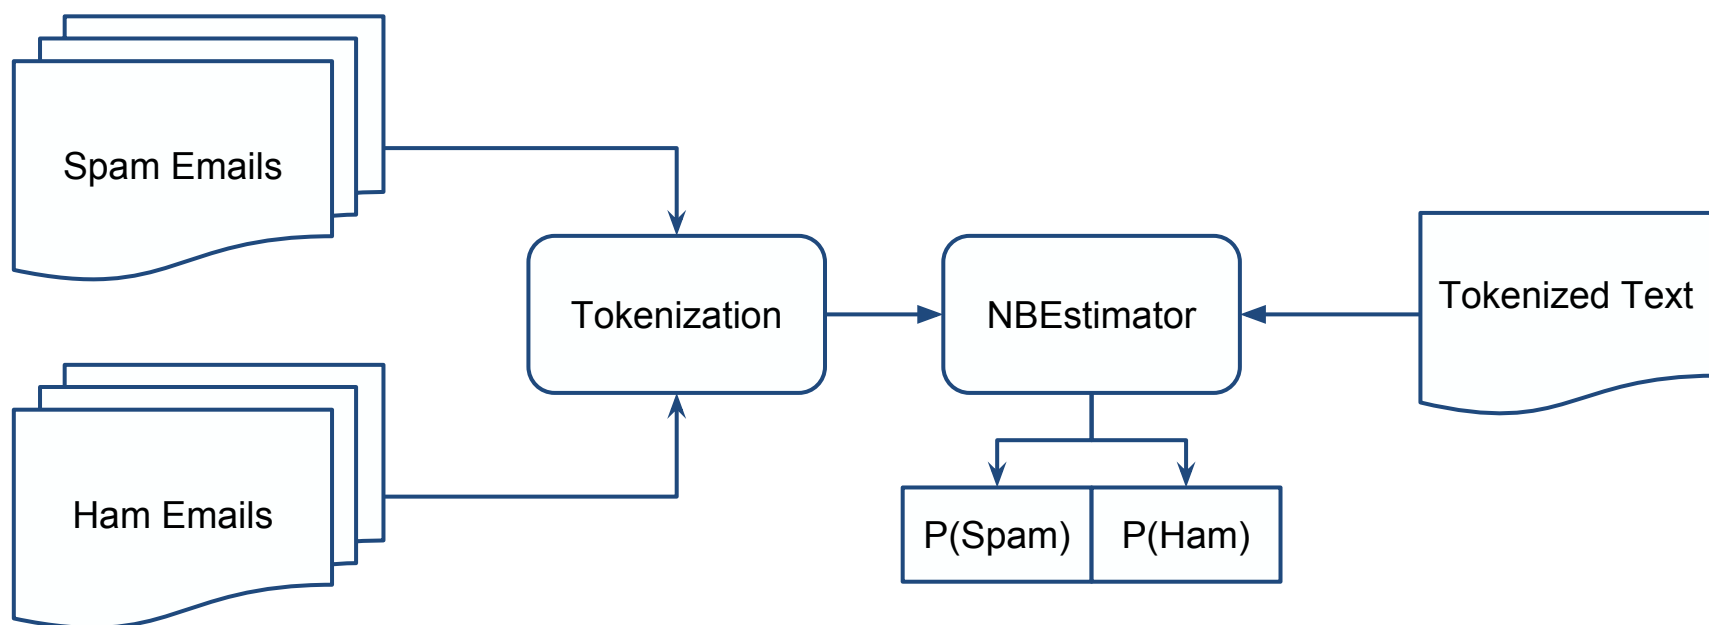 Spam Emails
Tokenization
NBEstimator
Tokenized Text
Ham Emails
P(Spam)
P(Ham)